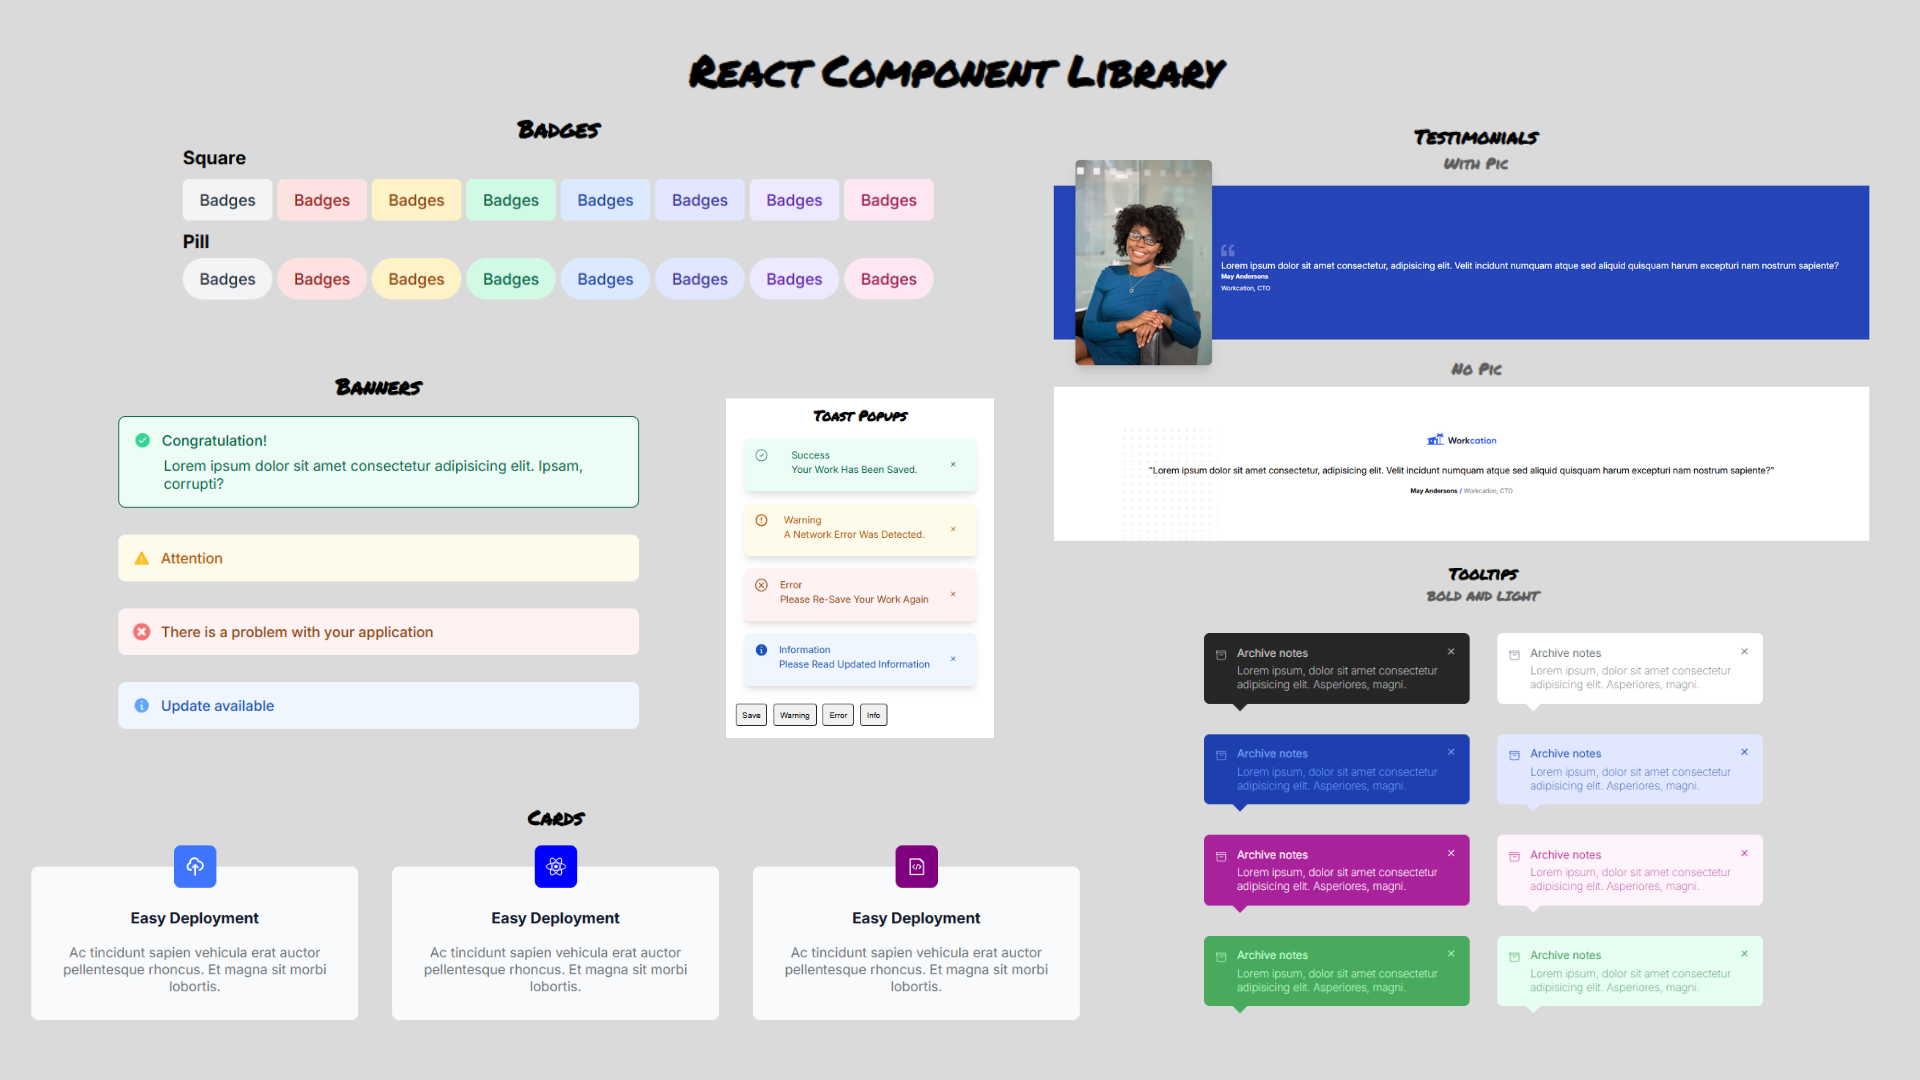 React Component Library
Badges
Square
Badges Badges Badges Badges Badges Badges Badges Badges
Pill
Badges Badges Badges Badges Badges Badges Badges Badges
Testimonials
With Pic
“
Lorem ipsum dolor sit amet consectetur, adipisicing elit. Velit incidunt numquam atque sed aliquid quisquam harum excepturi nam nostrum sapiente?
May Andersons
Workcation, CTO
No Pic
Workcation
"Lorem ipsum dolor sit amet consectetur, adipisicing elit. Velit incidunt numquam atque sed aliquid quisquam harum excepturi nam nostrum sapiente?"
May Andersons / Workcation, CTO
Banners
Congratulation!
Lorem ipsum dolor sit amet consectetur adipisicing elit. Ipsam,
corrupti?
Attention
There is a problem with your application
Update available
Toast Popups
Success
Your Work Has Been Saved.
Warning
A Network Error Was Detected.
Error
Please Re-Save Your Work Again
Information
Please Read Updated Information
Save Warning Error Info
Tooltips
Bold and Light
Archive notes
Lorem ipsum, dolor sit amet consectetur
adipisicing elit. Asperiores, magni.
Archive notes
Lorem ipsum, dolor sit amet consectetur
adipisicing elit. Asperiores, magni.
Archive notes
Lorem ipsum, dolor sit amet consectetur
adipisicing elit. Asperiores, magni.
Archive notes
Lorem ipsum, dolor sit amet consectetur
adipisicing elit. Asperiores, magni.
Archive notes
Lorem ipsum, dolor sit amet consectetur
adipisicing elit. Asperiores, magni.
Archive notes
Lorem ipsum, dolor sit amet consectetur
adipisicing elit. Asperiores, magni.
Archive notes
Lorem ipsum, dolor sit amet consectetur
adipisicing elit. Asperiores, magni.
Archive notes
Lorem ipsum, dolor sit amet consectetur
adipisicing elit. Asperiores, magni.
Cards
Easy Deployment
Ac tincidunt sapien vehicula erat auctor
pellentesque rhoncus. Et magna sit morbi
lobortis.
Easy Deployment
Ac tincidunt sapien vehicula erat auctor
pellentesque rhoncus. Et magna sit morbi
lobortis.
Easy Deployment
Ac tincidunt sapien vehicula erat auctor
pellentesque rhoncus. Et magna sit morbi
lobortis.